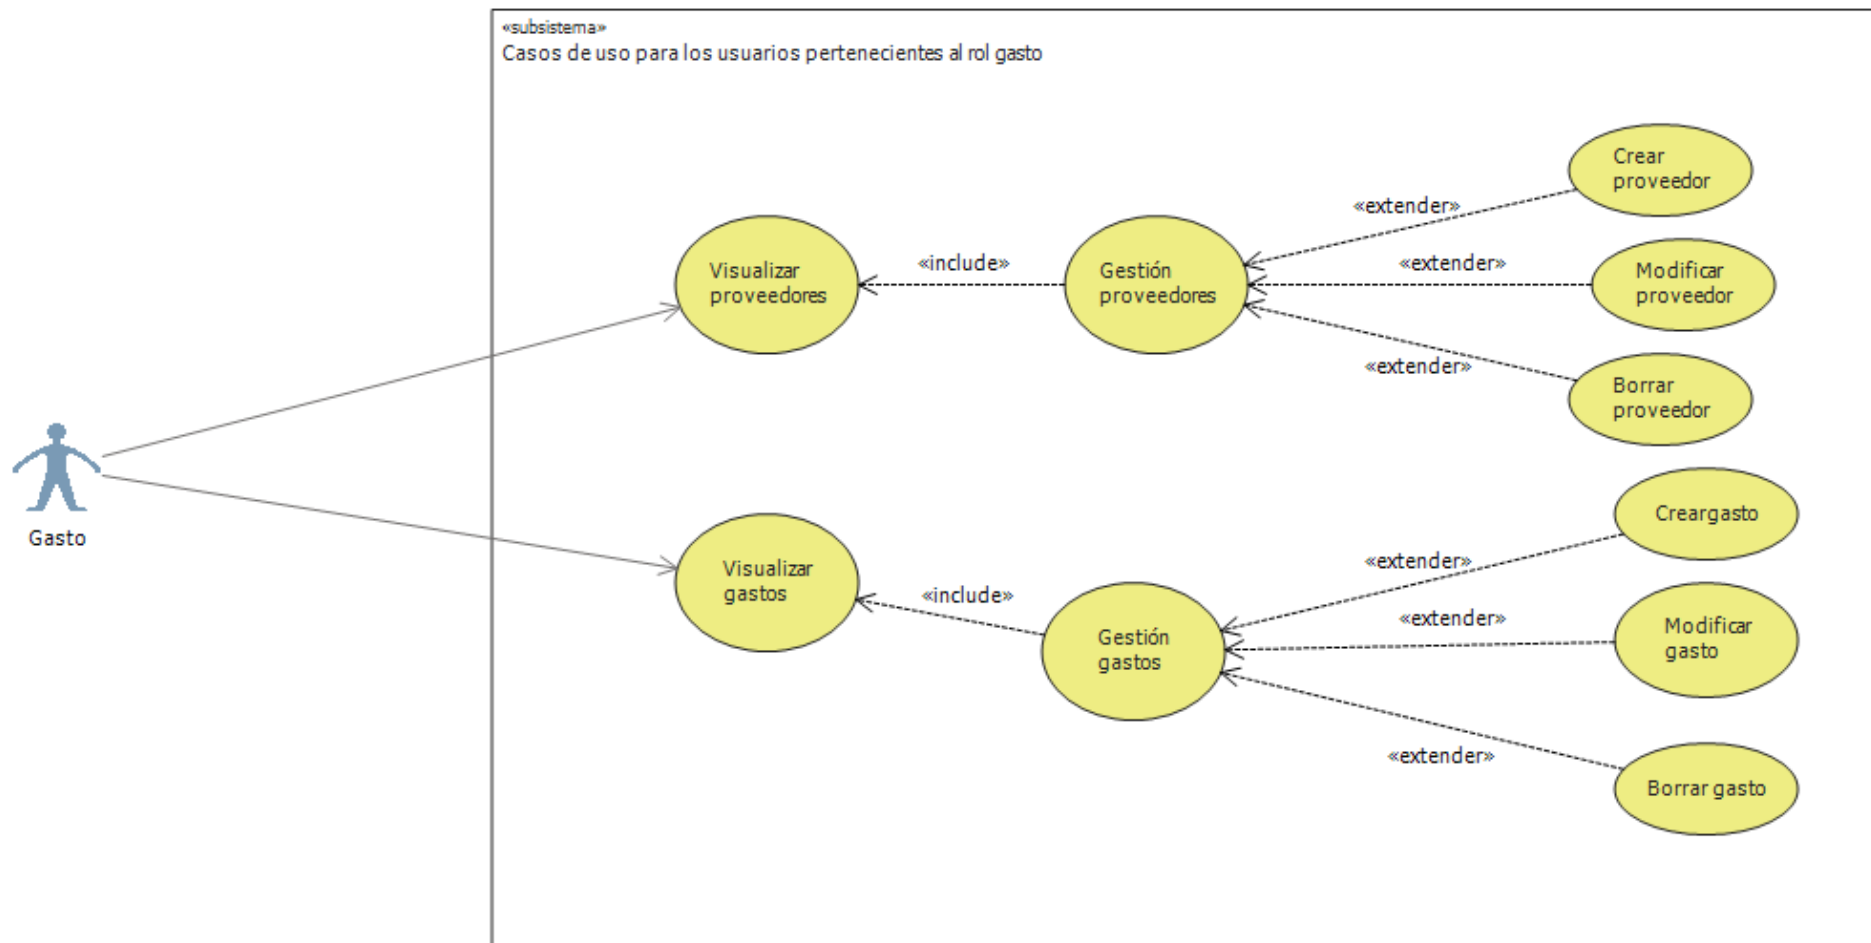 «subsistema»
Casos de uso para los usuarios pertenecientes al rol gasto
Crear
proveedor
«extender»
Visualizar
proveedores
«include»
Gestión
proveedores
«extender»
Modificar
proveedor
«extender»
Borrar
proveedor
Gasto
Visualizar
gastos
«include»
Gestión
gastos
«extender»
Creargasto
«extender»
Modificar
gasto
«extender»
Borrar gasto